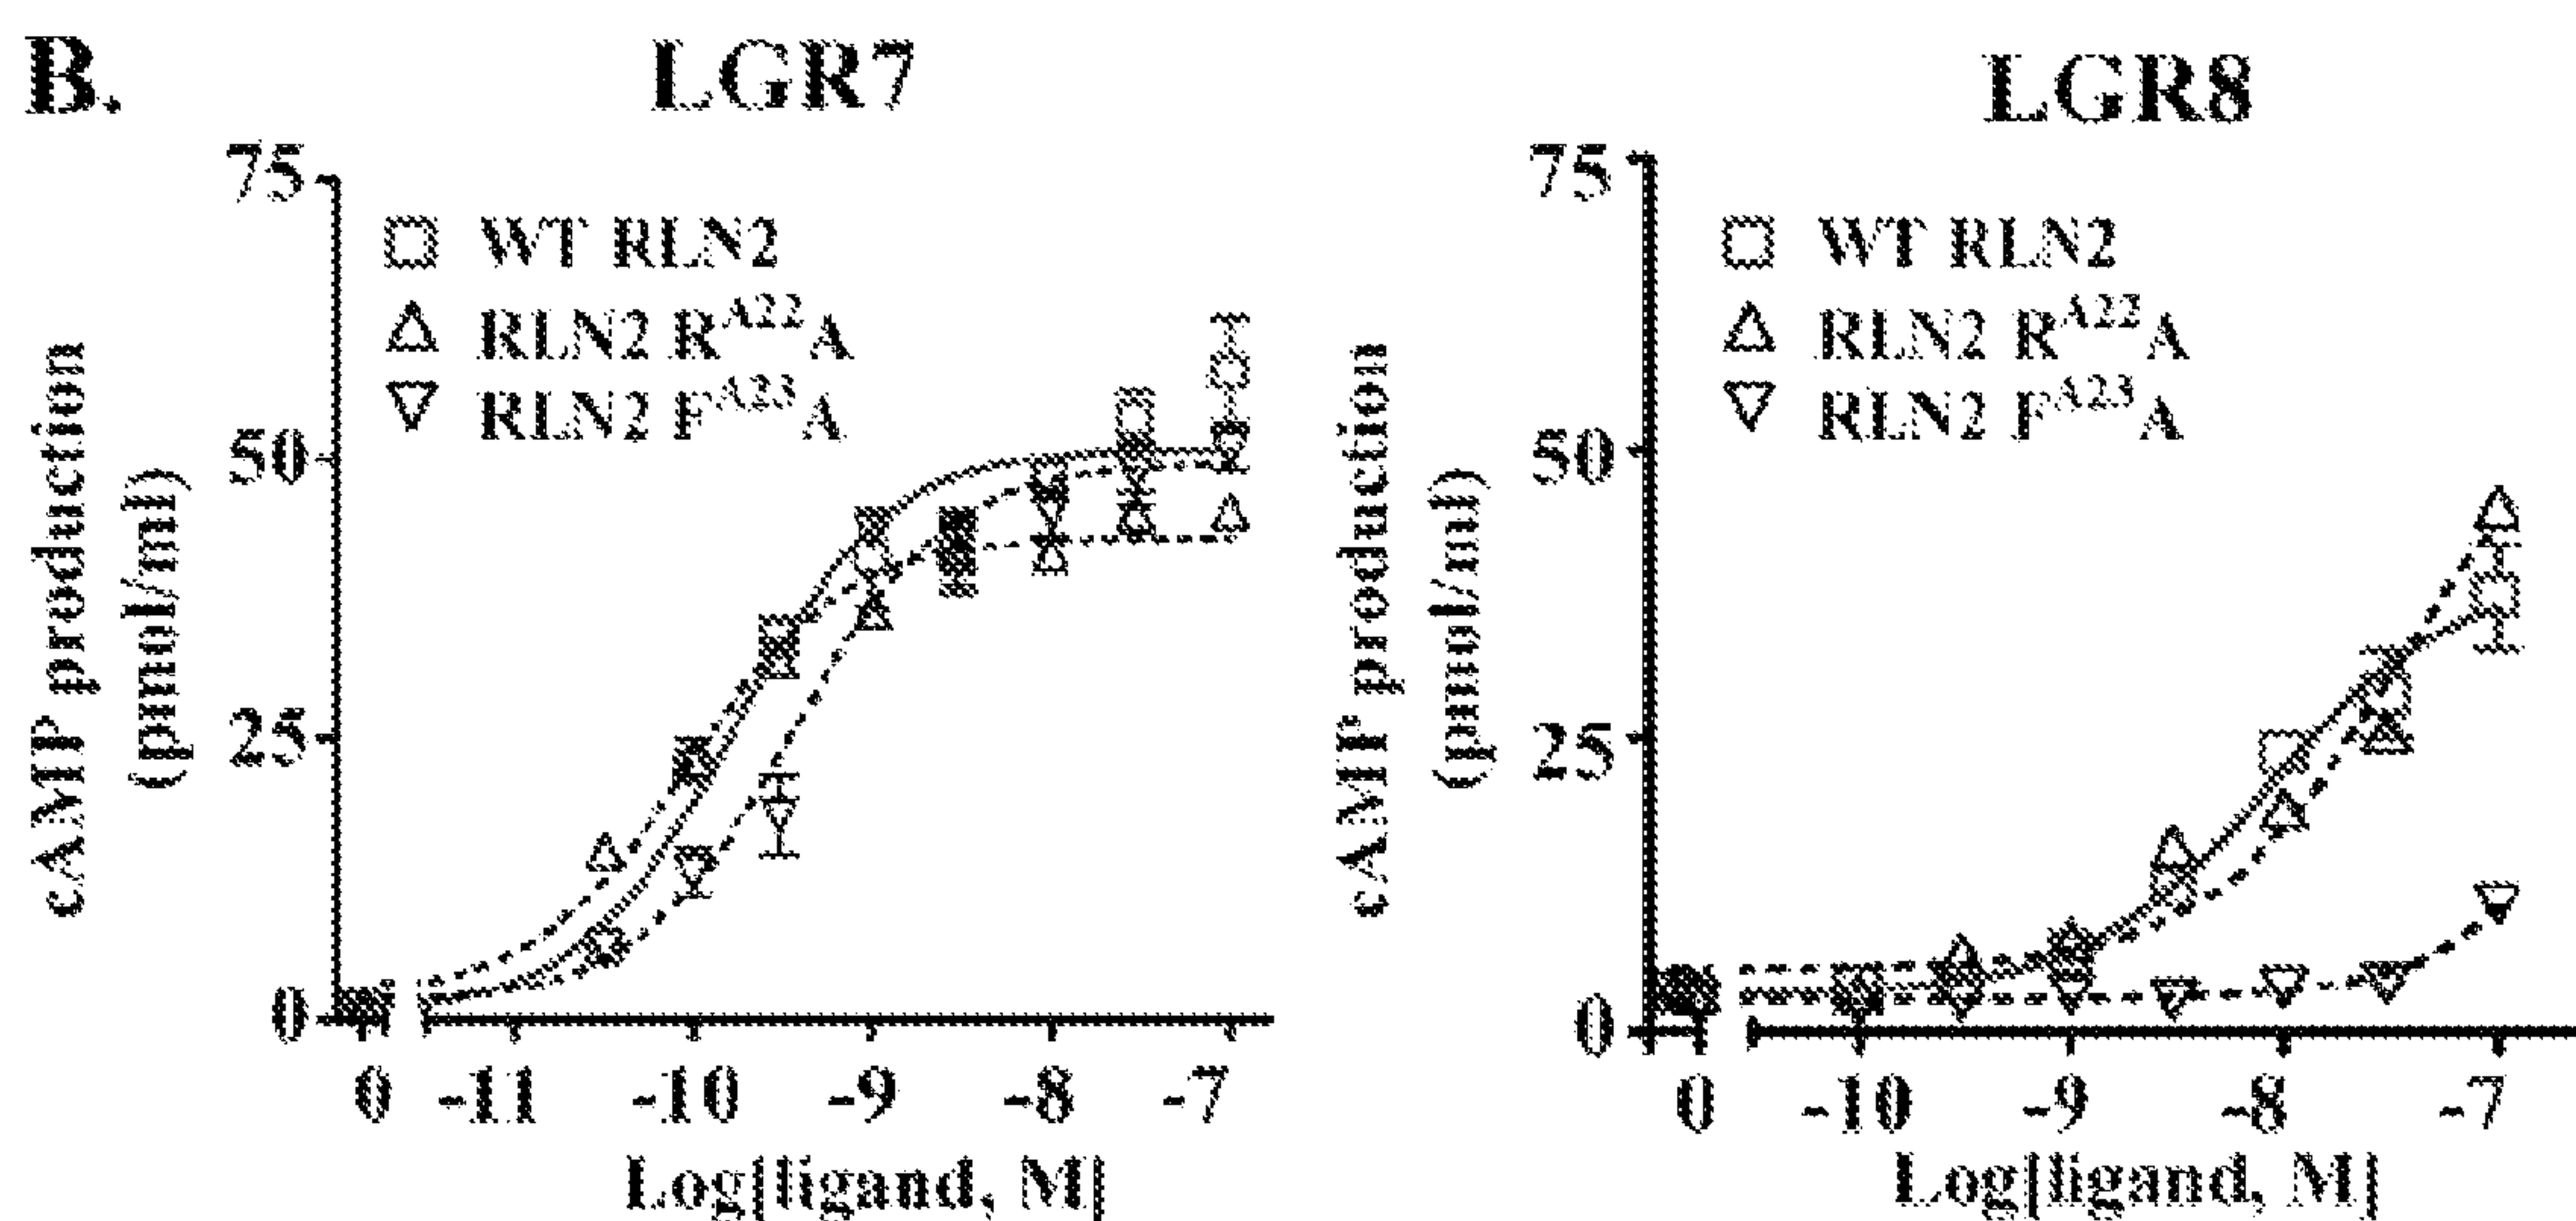 B.
LGR7
75
50
25
0
cAMP production
(pmol/ml)
WT RLN2
RLN2 R^A22A
RLN2 F^A23A
0 -11 -10 -9 -8 -7
Log[ligand, M]
LGR8
75
50
25
0
cAMP production
(pmol/ml)
WT RLN2
RLN2 R^A22A
RLN2 F^A23A
0 -10 -9 -8 -7
Log[ligand, M]